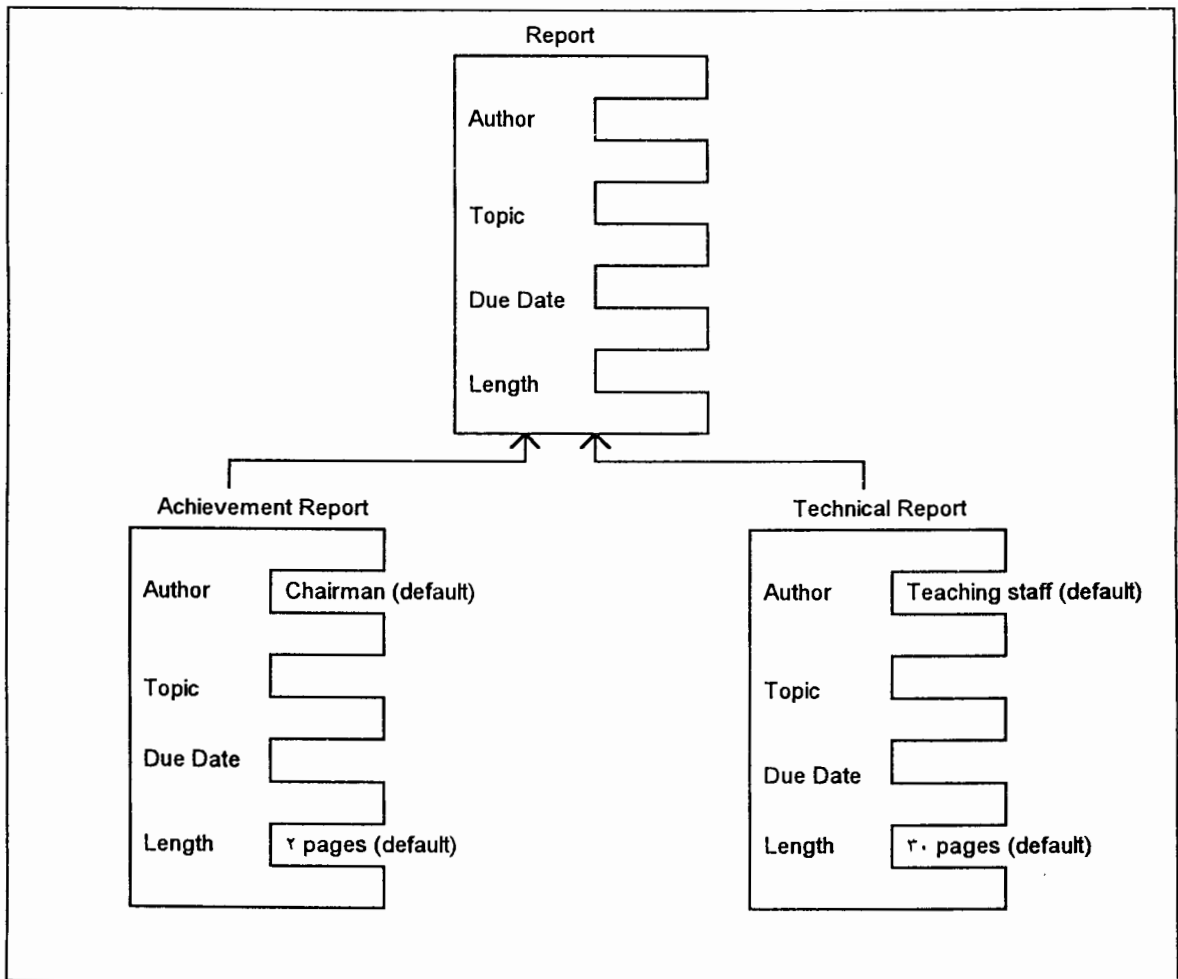 Report
Author
Topic
Due Date
Length
Achievement Report
Author Chairman (default)
Topic
Due Date
Length ٢ pages (default)
Technical Report
Author Teaching staff (default)
Topic
Due Date
Length ٣٠ pages (default)